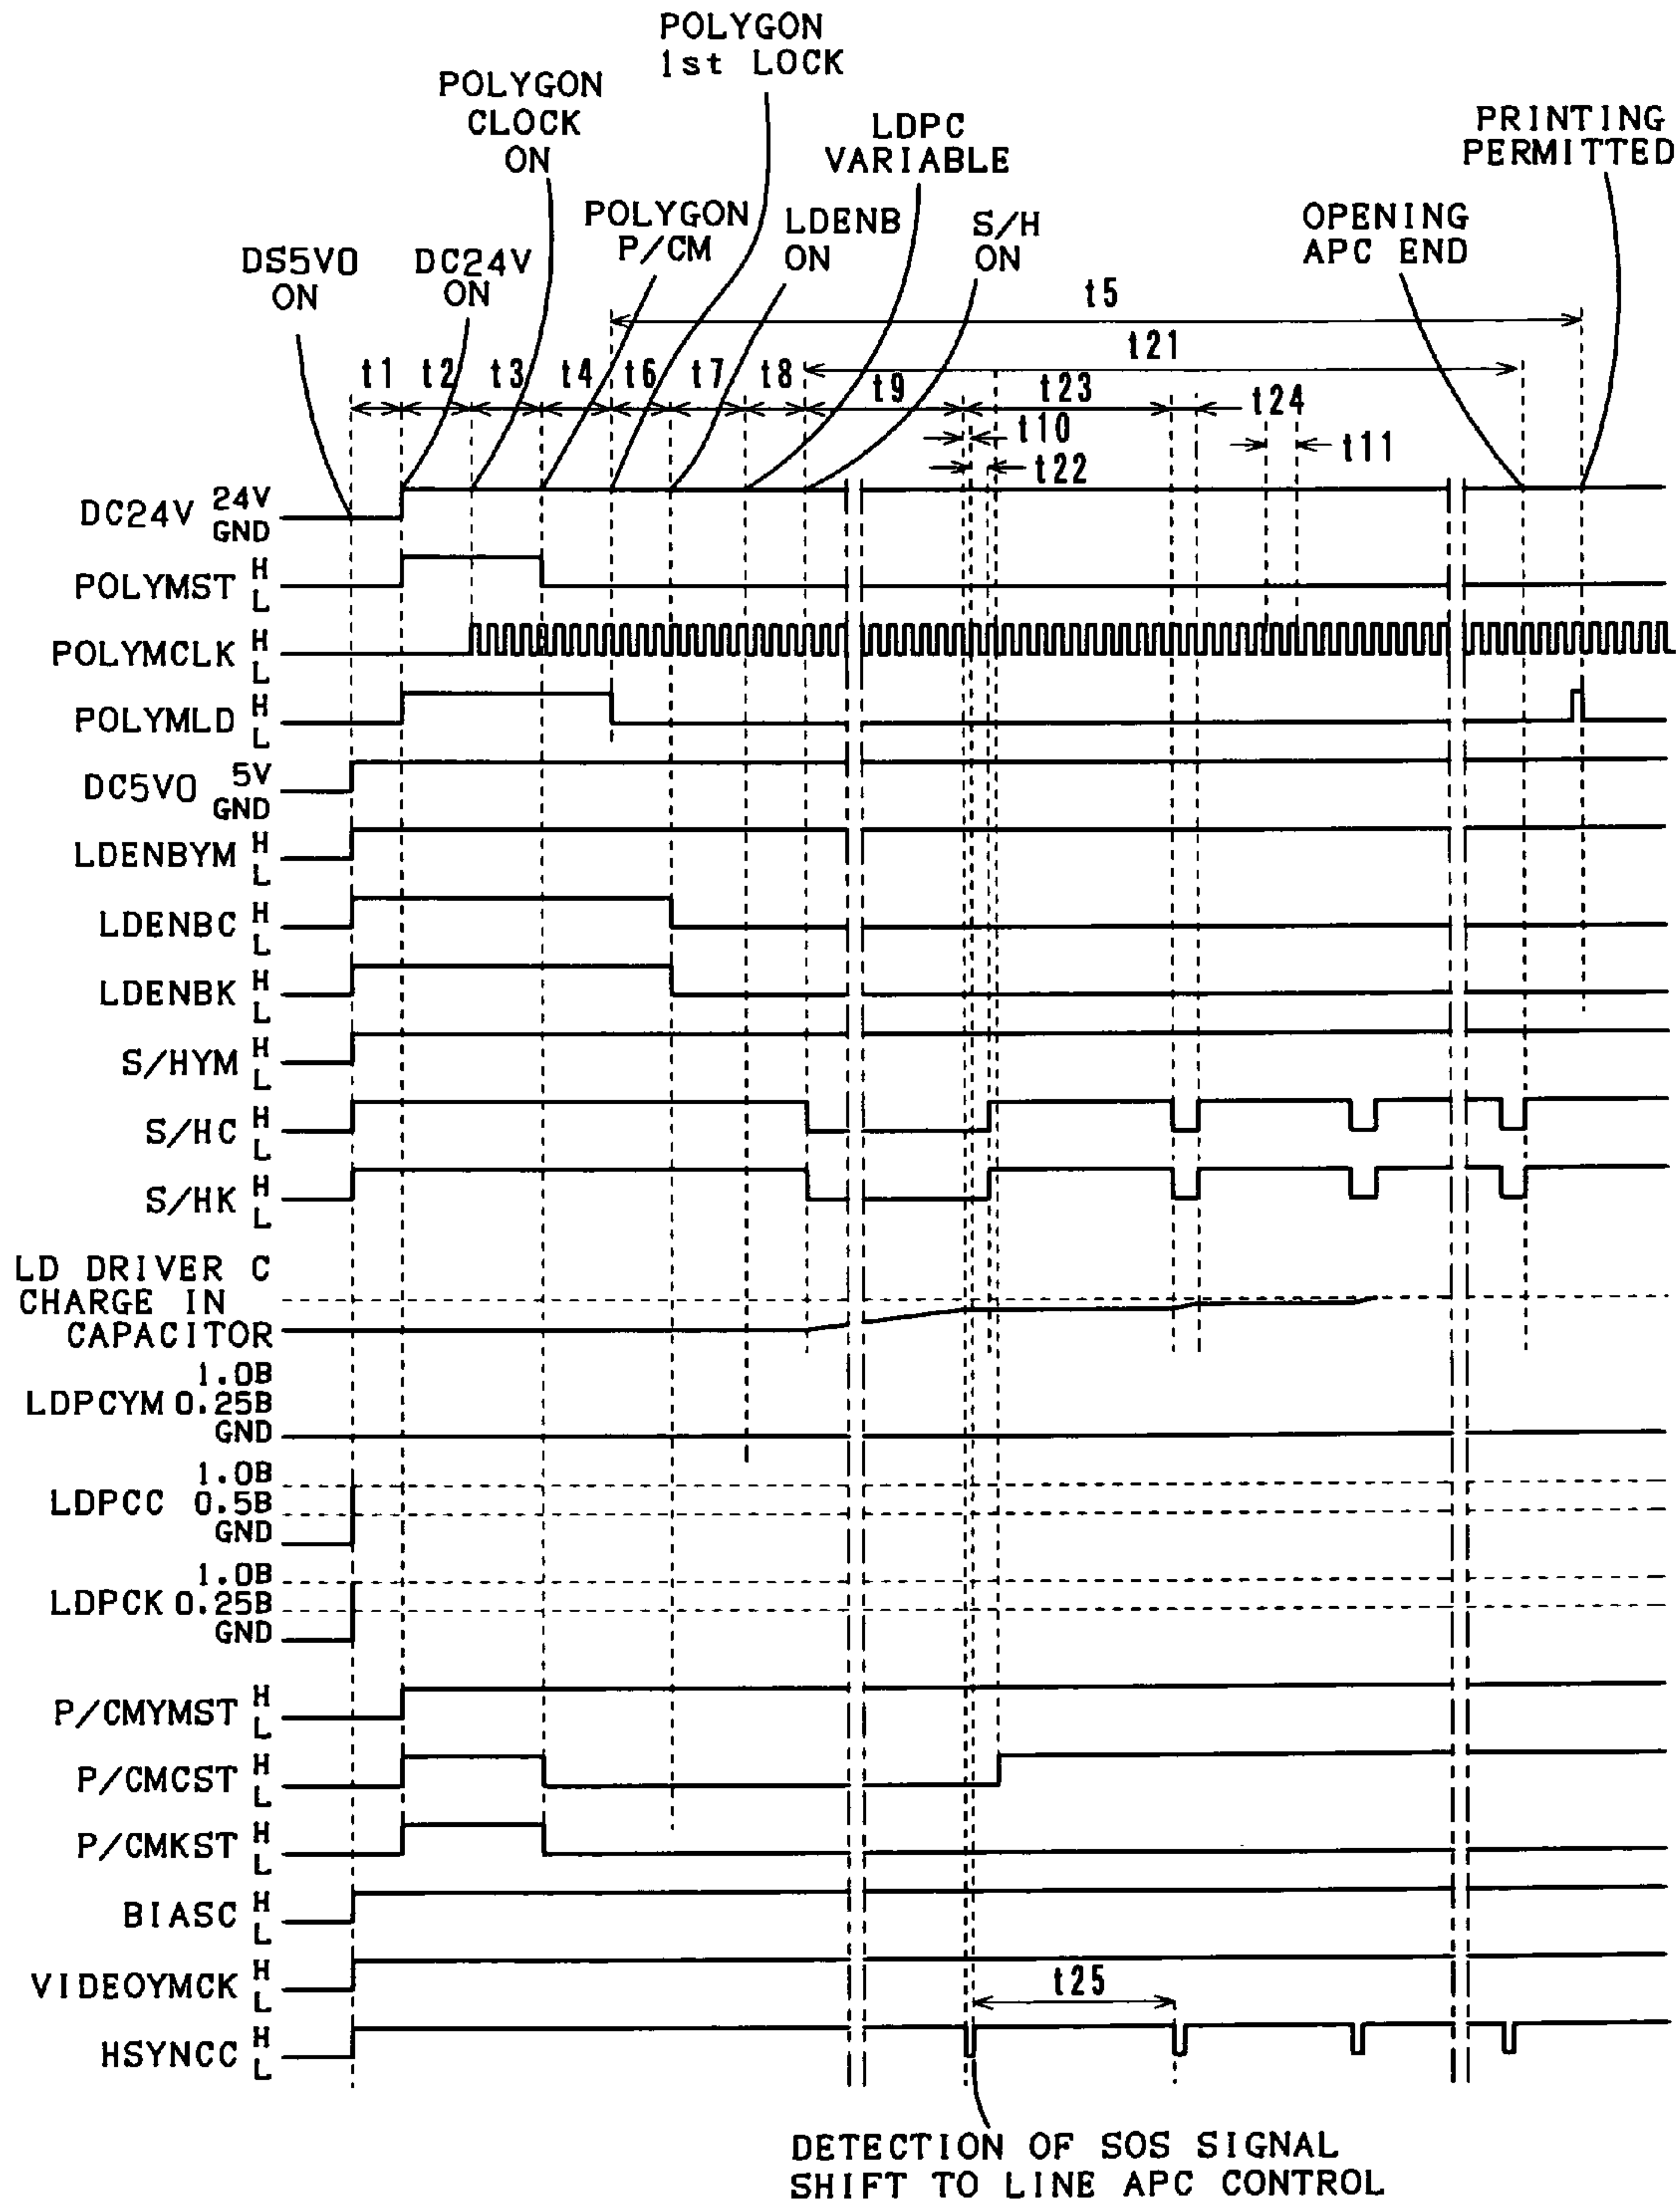 POLYGON
1st LOCK
POLYGON
CLOCK
ON
LDPC
VARIABLE
PRINTING
PERMITTED
POLYGON
P/CM
LDENB
ON
S/H
ON
OPENING
APC END
DS5VO
ON
DC24V
ON
t5
t21
t1
t2
t3
t4
t6
t7
t8
t9
t23
t24
t10
t11
t22
DC24V 24V
GND
POLYMST H
L
POLYMCLK H
L
POLYMLD H
L
DC5VO 5V
GND
LDENBYM H
L
LDENBC H
L
LDENBK H
L
S/HYM H
L
S/HC H
L
S/HK H
L
LD DRIVER C
CHARGE IN
CAPACITOR
1.0B
LDPCYM 0.25B
GND
1.0B
LDPCC 0.5B
GND
1.0B
LDPCK 0.25B
GND
P/CMYMST H
L
P/CMCST H
L
P/CMKST H
L
BIASC H
L
VIDEOYMCK H
L
t25
HSYNCC H
L
DETECTION OF SOS SIGNAL
SHIFT TO LINE APC CONTROL